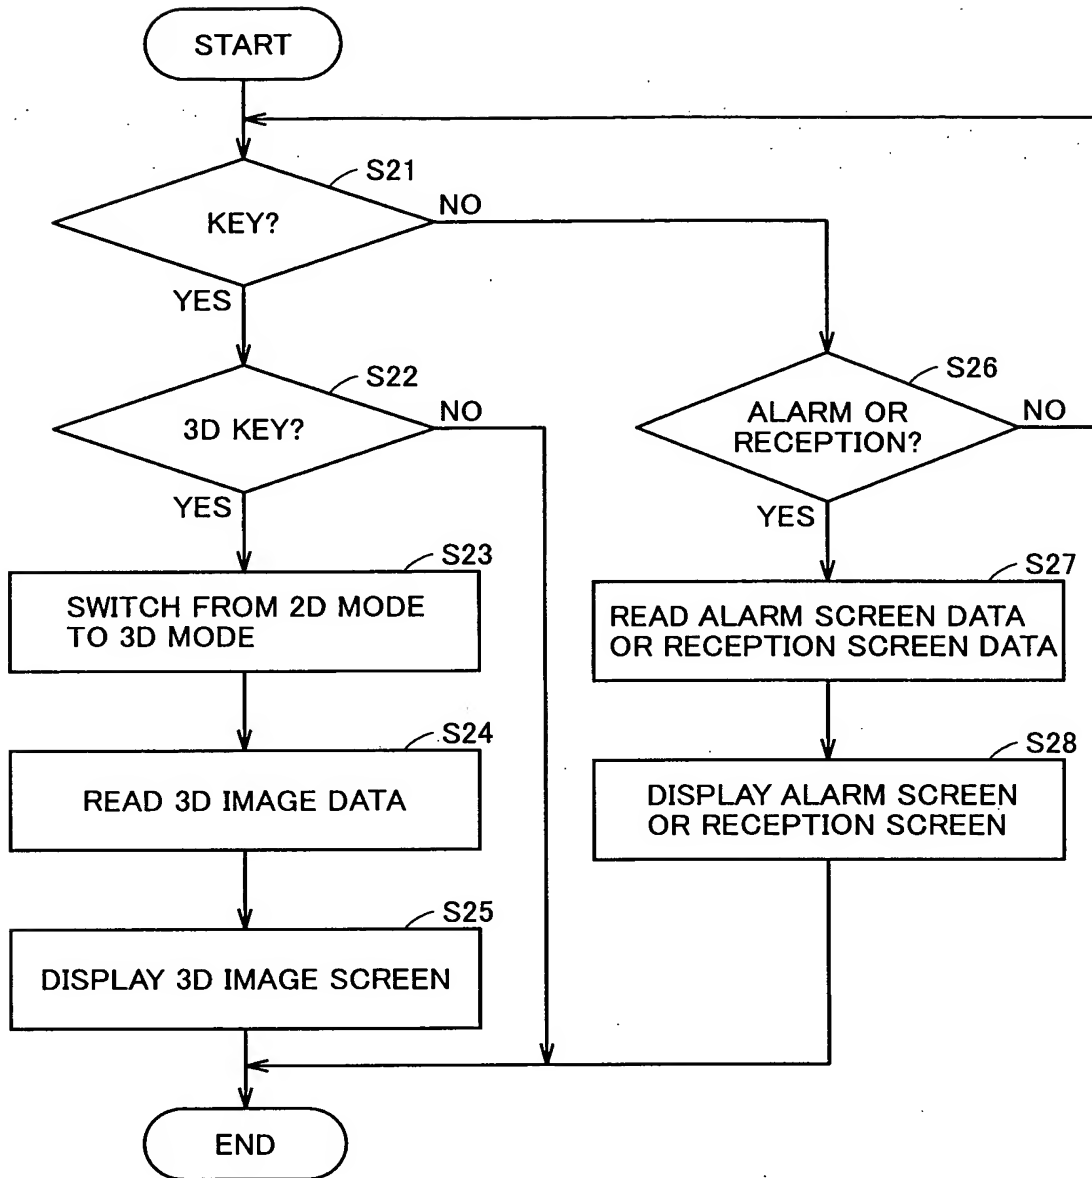 START
S21
KEY?
NO
YES
S22
3D KEY?
NO
YES
S26
ALARM OR
RECEPTION?
NO
YES
S23
SWITCH FROM 2D MODE
TO 3D MODE
S27
READ ALARM SCREEN DATA
OR RECEPTION SCREEN DATA
S24
READ 3D IMAGE DATA
S28
DISPLAY ALARM SCREEN
OR RECEPTION SCREEN
S25
DISPLAY 3D IMAGE SCREEN
END